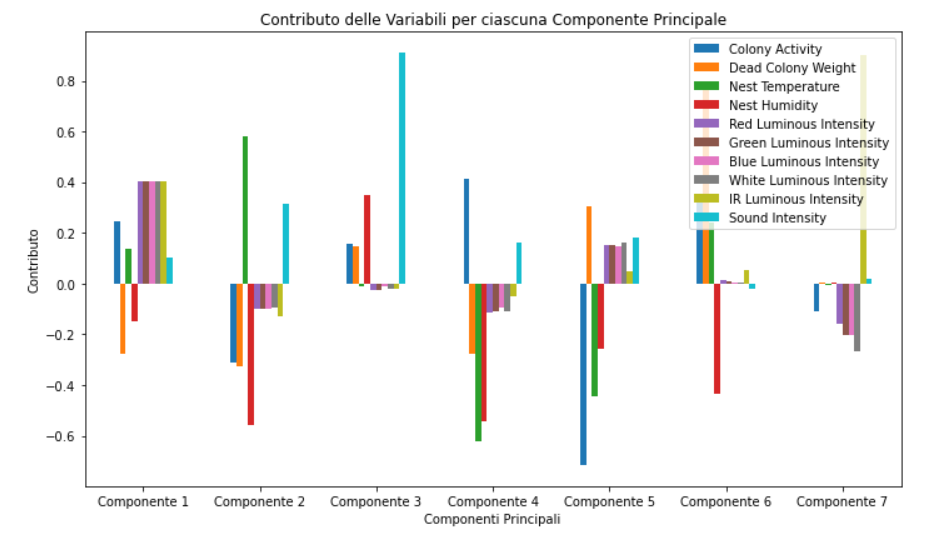 Contributo delle Variabili per ciascuna Componente Principale
Colony Activity
Dead Colony Weight
Nest Temperature
Nest Humidity
Red Luminous Intensity
Green Luminous Intensity
Blue Luminous Intensity
White Luminous Intensity
IR Luminous Intensity
Sound Intensity
Contributo
0.8
0.6
0.4
0.2
0.0
−0.2
−0.4
−0.6
Componente 1 Componente 2 Componente 3 Componente 4 Componente 5 Componente 6 Componente 7
Componenti Principali